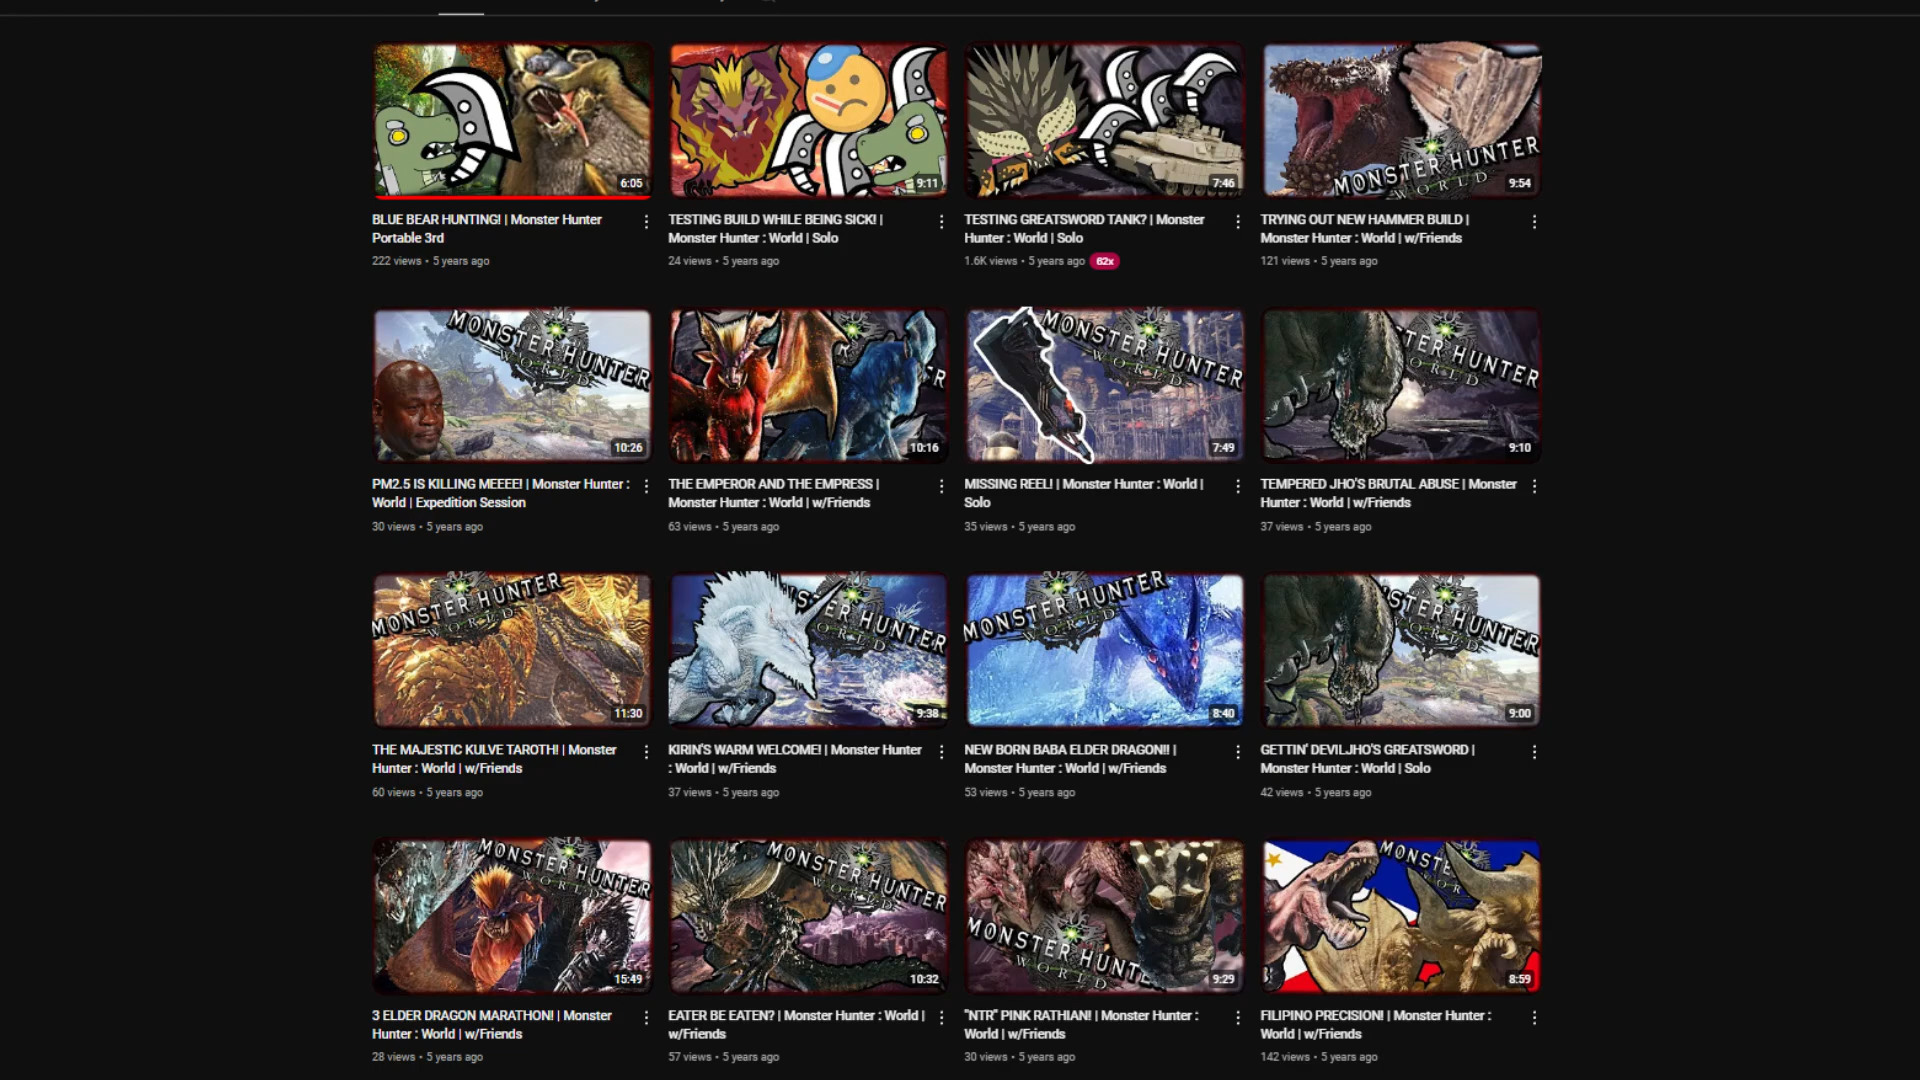 6:05
9:11
7:46
MONSTER HUNTER
WORLD
9:54
BLUE BEAR HUNTING! | Monster Hunter
Portable 3rd
222 views • 5 years ago
TESTING BUILD WHILE BEING SICK! |
Monster Hunter : World | Solo
24 views • 5 years ago
TESTING GREATSWORD TANK? | Monster
Hunter : World | Solo
1.6K views • 5 years ago 62x
TRYING OUT NEW HAMMER BUILD |
Monster Hunter : World | w/Friends
121 views • 5 years ago
MONSTER HUNTER
WORLD
10:26
R
R
10:16
MONSTER HUNTER
WORLD
7:49
STER HUNTER
WORLD
9:10
PM2.5 IS KILLING MEEEE! | Monster Hunter :
World | Expedition Session
30 views • 5 years ago
THE EMPEROR AND THE EMPRESS |
Monster Hunter : World | w/Friends
63 views • 5 years ago
MISSING REEL! | Monster Hunter : World |
Solo
35 views • 5 years ago
TEMPERED JHO'S BRUTAL ABUSE | Monster
Hunter : World | w/Friends
37 views • 5 years ago
MONSTER HUNTER
WORLD
11:30
NSTER HUNTER
ORLD
9:38
MONSTER HUNTER
WORLD
8:40
STER HUNTER
WORLD
9:00
THE MAJESTIC KULVE TAROTH! | Monster
Hunter : World | w/Friends
60 views • 5 years ago
KIRIN'S WARM WELCOME! | Monster Hunter
: World | w/Friends
37 views • 5 years ago
NEW BORN BABA ELDER DRAGON!! |
Monster Hunter : World | w/Friends
53 views • 5 years ago
GETTIN' DEVILJHO'S GREATSWORD |
Monster Hunter : World | Solo
42 views • 5 years ago
MONSTER HUNTER
WORLD
15:49
MONSTER HUNTER
WORLD
10:32
MONSTER HUNT
WORLD
9:29
MONSTE
WOR
8:59
3 ELDER DRAGON MARATHON! | Monster
Hunter : World | w/Friends
28 views • 5 years ago
EATER BE EATEN? | Monster Hunter : World |
w/Friends
57 views • 5 years ago
"NTR" PINK RATHIAN! | Monster Hunter :
World | w/Friends
30 views • 5 years ago
FILIPINO PRECISION! | Monster Hunter :
World | w/Friends
142 views • 5 years ago